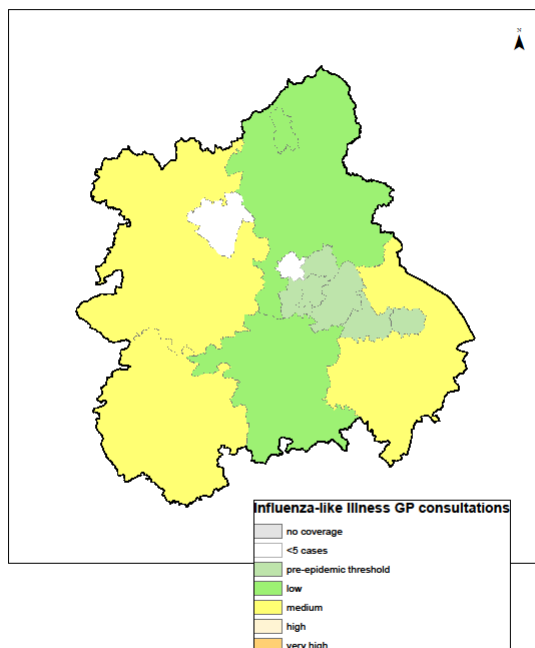 N
Influenza-like Illness GP consultations
no coverage
<5 cases
pre-epidemic threshold
low
medium
high
very high